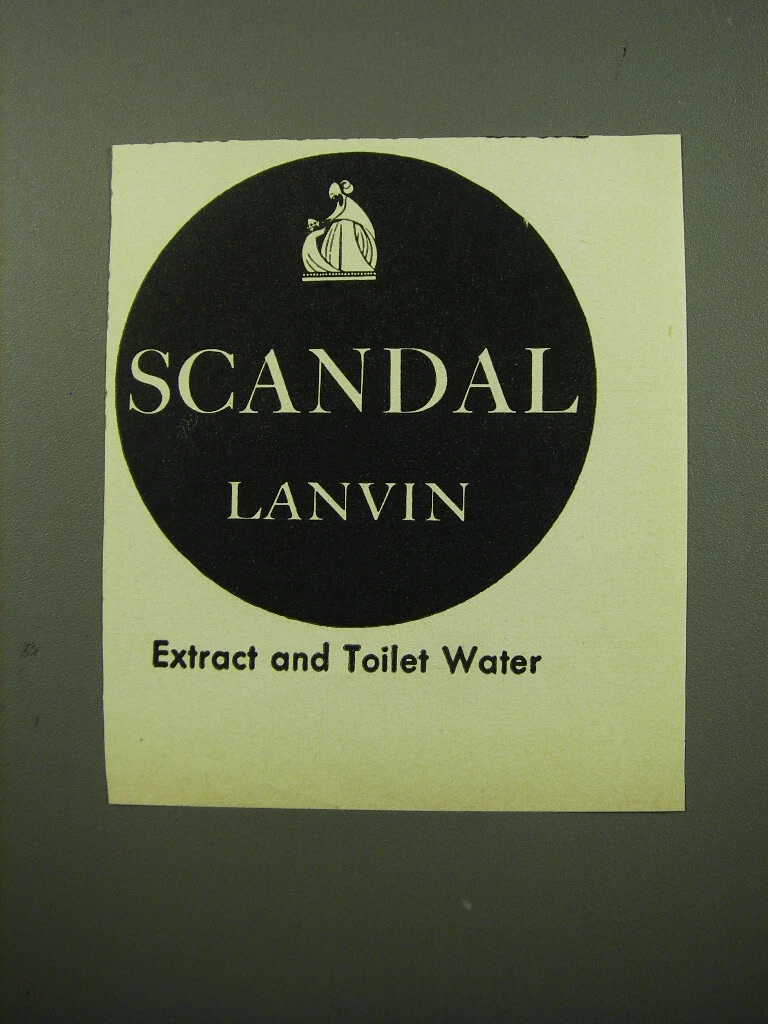 SCANDAL
LANVIN
Extract and Toilet Water